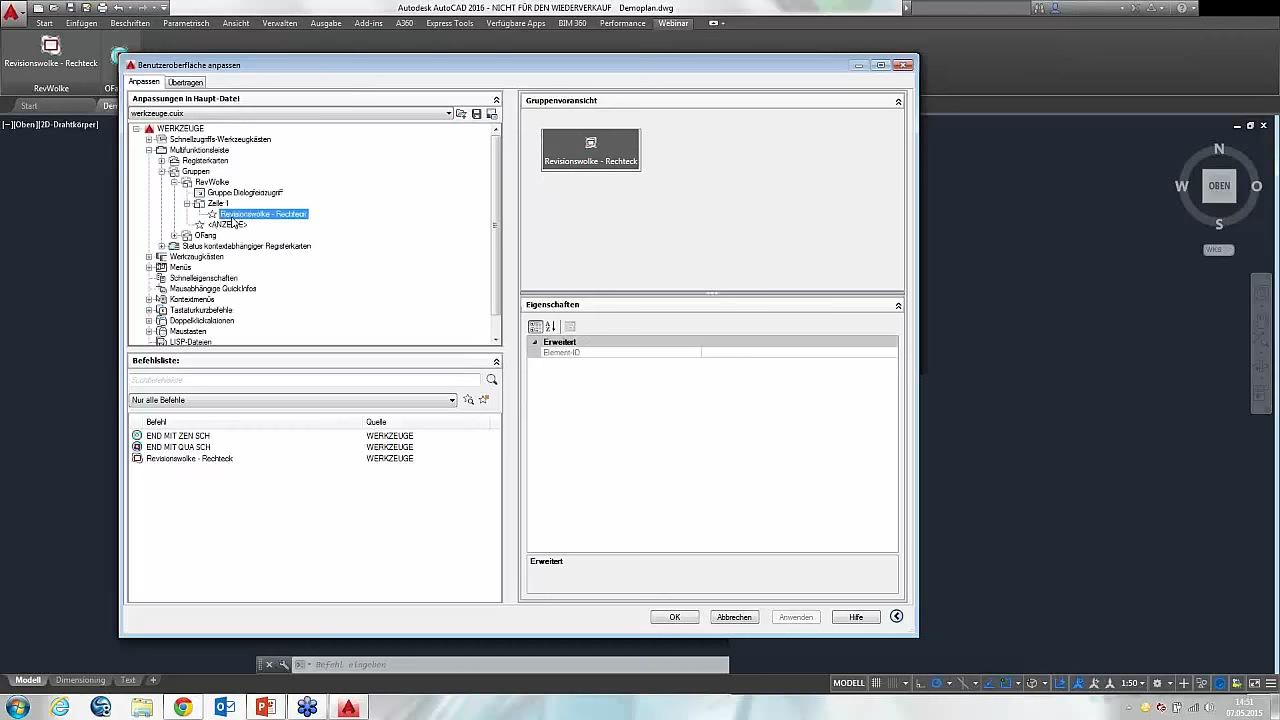 Autodesk AutoCAD 2016 - NICHT FÜR DEN WIEDERVERKAUF Demoplan.dwg
Start Einfügen Beschriften Parametrisch Ansicht Verwalten Ausgabe Add-ins A360 Express Tools Verfügbare Apps BIM 360 Performance Webinar
Revisionswolke - Rechteck
RevWolke
Start
[−][Oben][2D-Drahtkörper]
Benutzeroberfläche anpassen
Anpassen Übertragen
Anpassungen in Haupt-Datei
werkzeuge.cuix
WERKZEUGE
Schnellzugriffs-Werkzeugkästen
Multifunktionsleiste
Registerkarten
Gruppen
RevWolke
Gruppe Dialogfeldzugriff
Zeile 1
Revisionswolke - Rechteck
<ANZEIGE>
OFang
Status kontextabhängiger Registerkarten
Werkzeugkästen
Menüs
Schnelleigenschaften
Mausabhängige QuickInfos
Kontextmenüs
Tastaturkurzbefehle
Doppelklickaktionen
Maustasten
LISP-Dateien
Befehlsliste:
Suchbefehlsliste
Nur alle Befehle
Befehl Quelle
END MIT ZEN SCH WERKZEUGE
END MIT QUA SCH WERKZEUGE
Revisionswolke - Rechteck WERKZEUGE
Gruppenvoransicht
Revisionswolke - Rechteck
Eigenschaften
Erweitert
Element-ID
Erweitert
OK Abbrechen Anwenden Hilfe
N
W OBEN O
S
WKS
Befehl eingeben
Modell Dimensioning Text +
MODELL 1:50
14:51
07.05.2015